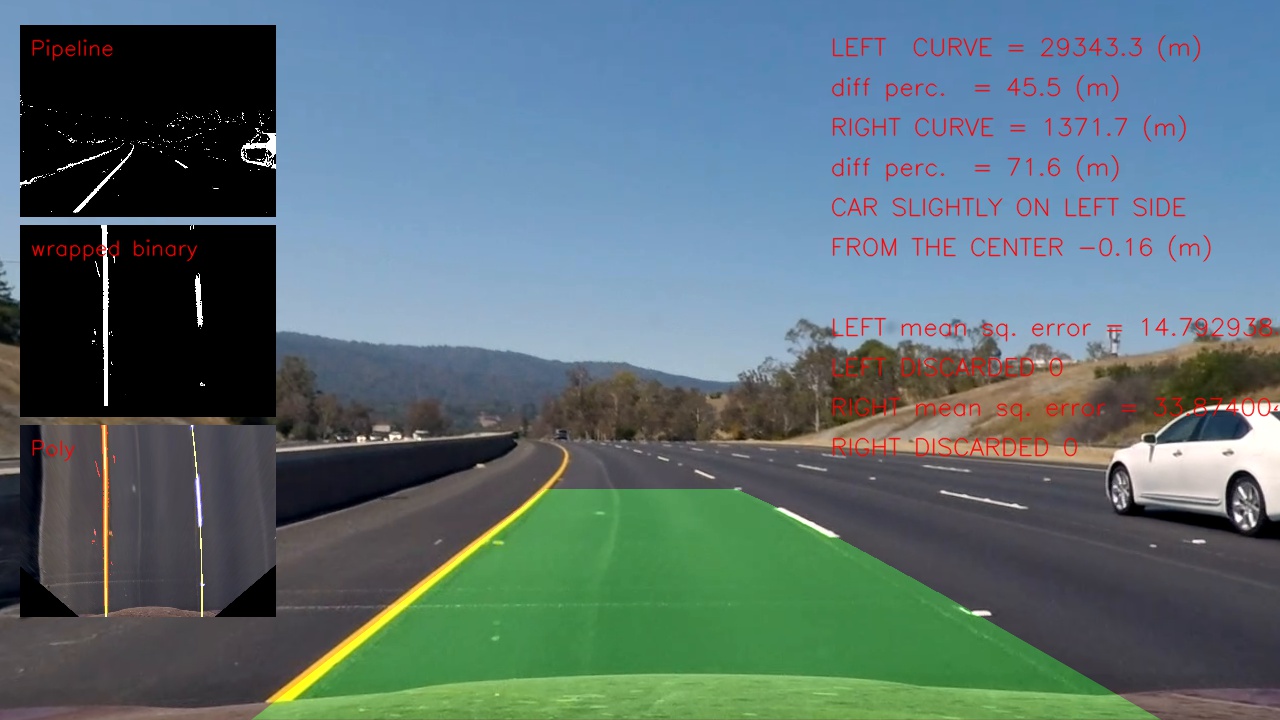 Pipeline
wrapped binary
Poly
LEFT CURVE = 29343.3 (m)
diff perc. = 45.5 (m)
RIGHT CURVE = 1371.7 (m)
diff perc. = 71.6 (m)
CAR SLIGHTLY ON LEFT SIDE
FROM THE CENTER -0.16 (m)
LEFT mean sq. error = 14.792938
LEFT DISCARDED 0
RIGHT mean sq. error = 33.87400
RIGHT DISCARDED 0